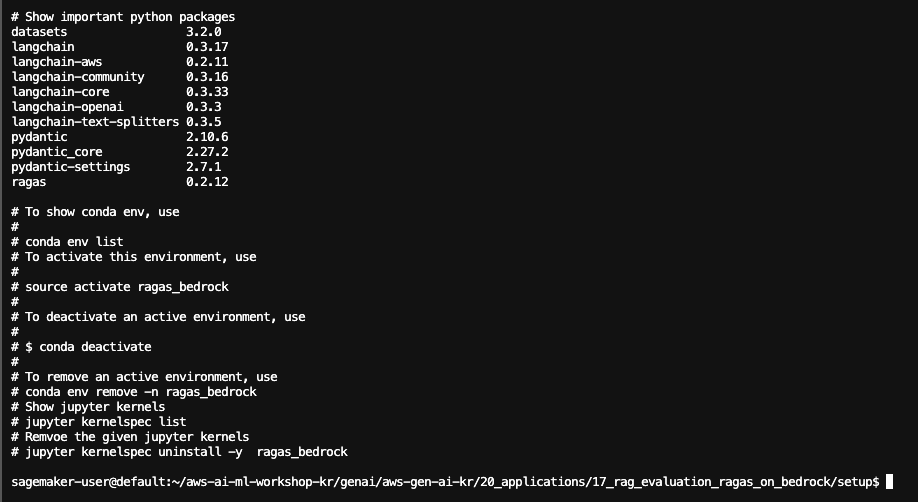 # Show important python packages
datasets                 3.2.0
langchain                0.3.17
langchain-aws            0.2.11
langchain-community      0.3.16
langchain-core           0.3.33
langchain-openai         0.3.3
langchain-text-splitters 0.3.5
pydantic                 2.10.6
pydantic_core            2.27.2
pydantic-settings        2.7.1
ragas                    0.2.12
# To show conda env, use
#
# conda env list
# To activate this environment, use
#
# source activate ragas_bedrock
#
# To deactivate an active environment, use
#
# $ conda deactivate
#
# To remove an active environment, use
# conda env remove -n ragas_bedrock
# Show jupyter kernels
# jupyter kernelspec list
# Remvoe the given jupyter kernels
# jupyter kernelspec uninstall -y  ragas_bedrock
sagemaker-user@default:~/aws-ai-ml-workshop-kr/genai/aws-gen-ai-kr/20_applications/17_rag_evaluation_ragas_on_bedrock/setup$